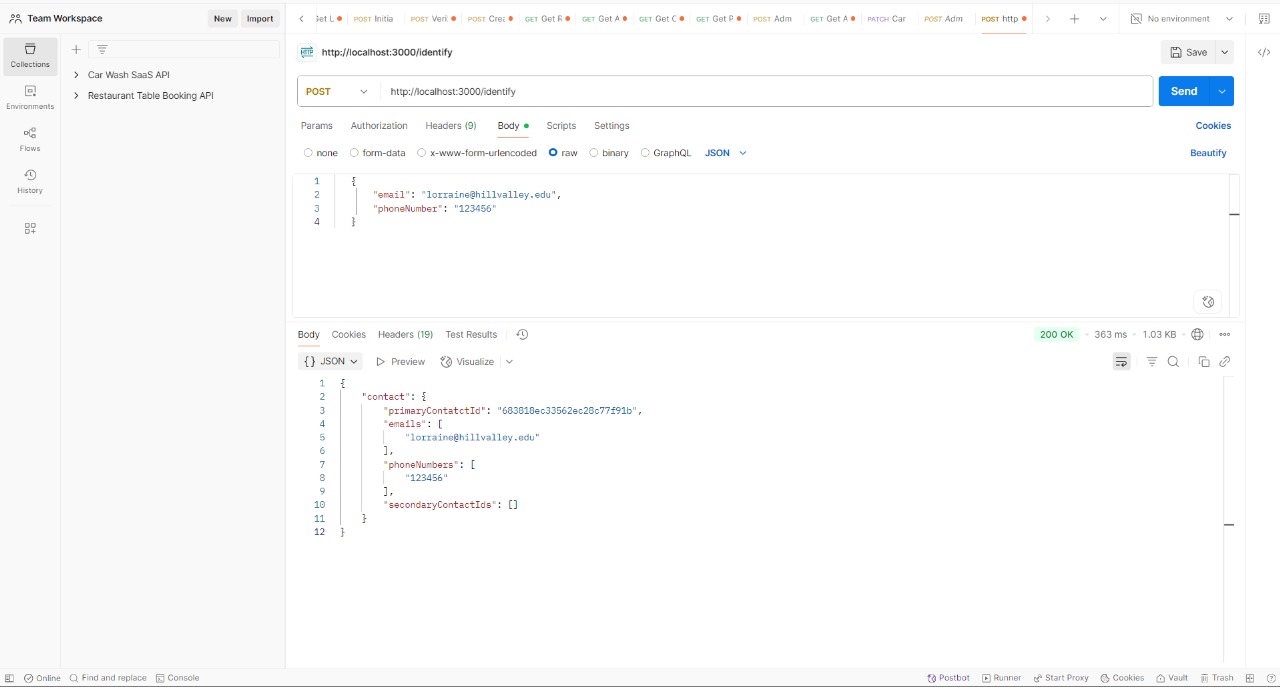 Team Workspace
New
Import
Get L
POST Initia
POST Veri
POST Crea
GET Get R
GET Get A
GET Get C
GET Get P
POST Adm
GET Get A
PATCH Car
POST Adm
POST http
No environment
Collections
Environments
Flows
History
Car Wash SaaS API
Restaurant Table Booking API
http://localhost:3000/identify
Save
POST
http://localhost:3000/identify
Send
Params Authorization Headers (9) Body Scripts Settings Cookies
none form-data x-www-form-urlencoded raw binary GraphQL JSON Beautify
1 {
2 "email": "lorraine@hillvalley.edu",
3 "phoneNumber": "123456"
4 }
Body Cookies Headers (19) Test Results 200 OK 363 ms 1.03 KB
{} JSON Preview Visualize
1 {
2 "contact": {
3 "primaryContatctId": "683818ec33562ec28c77f91b",
4 "emails": [
5 "lorraine@hillvalley.edu"
6 ],
7 "phoneNumbers": [
8 "123456"
9 ],
10 "secondaryContactIds": []
11 }
12 }
Online Find and replace Console Postbot Runner Start Proxy Cookies Vault Trash